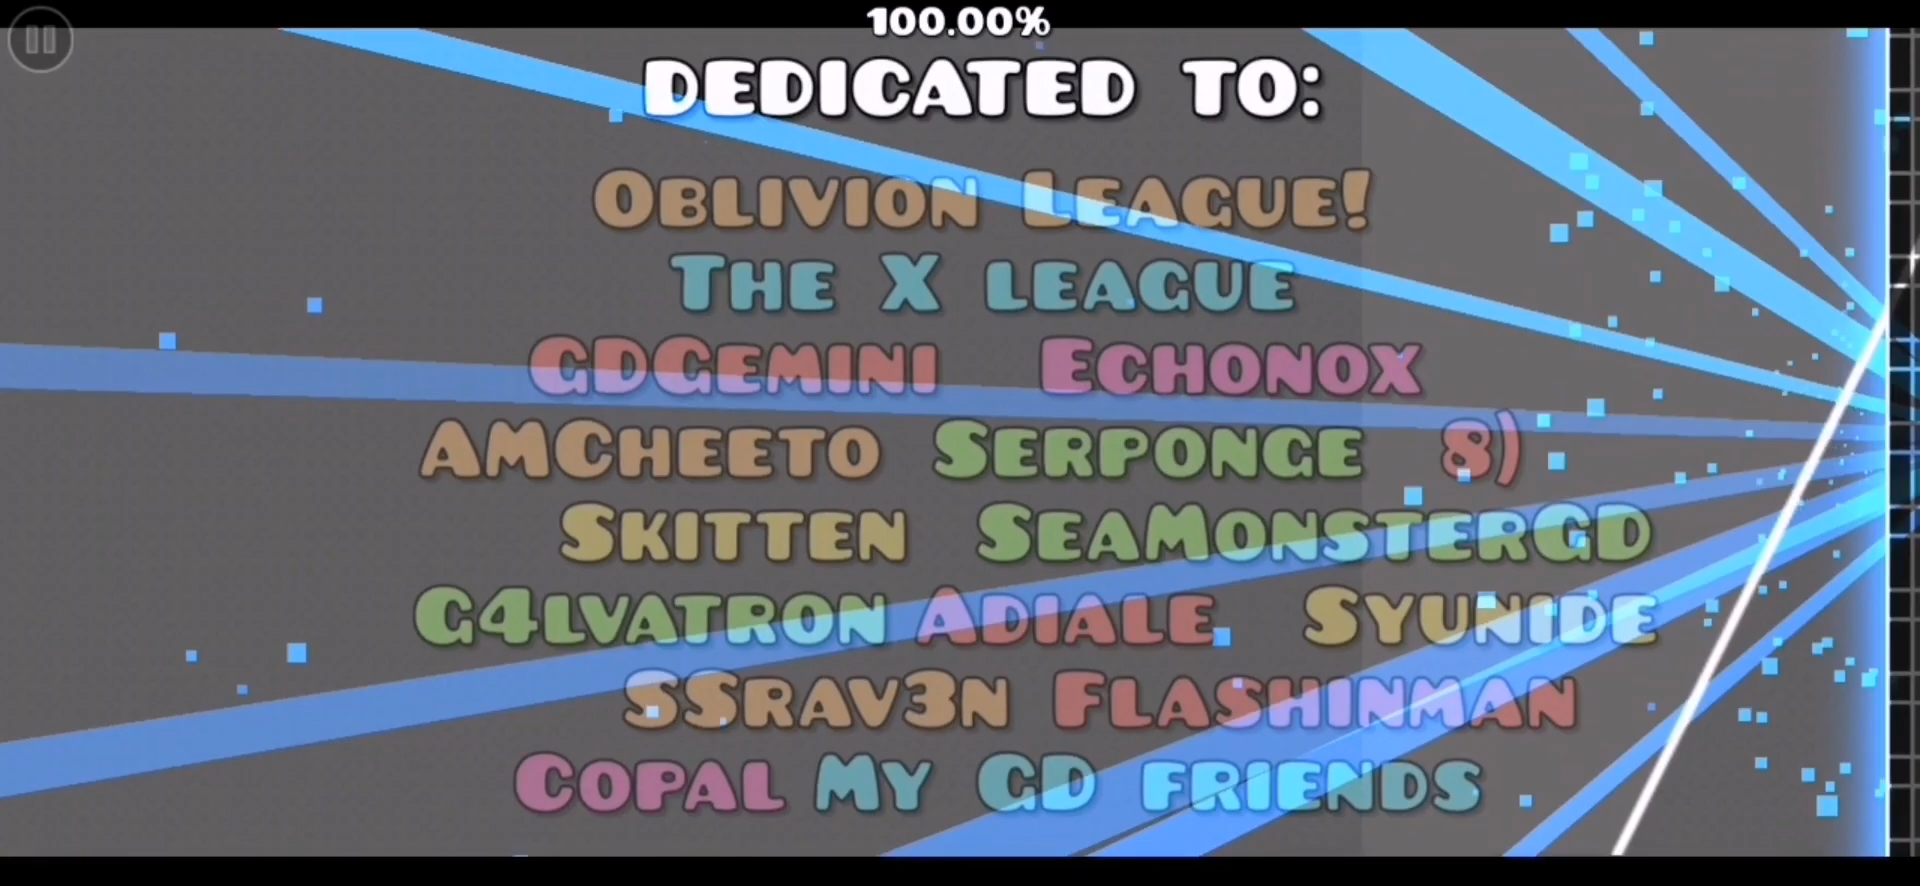 100.00%
DEDICATED TO:
OBLIVION LEAGUE!
THE X LEAGUE
GDGEMINI ECHONOX
AMCHEETO SERPONGE 8)
SKITTEN SEAMONSTERGD
G4LVATRON ADIALE SYUNIDE
SSRAV3N FLASHINMAN
COPAL MY GD FRIENDS